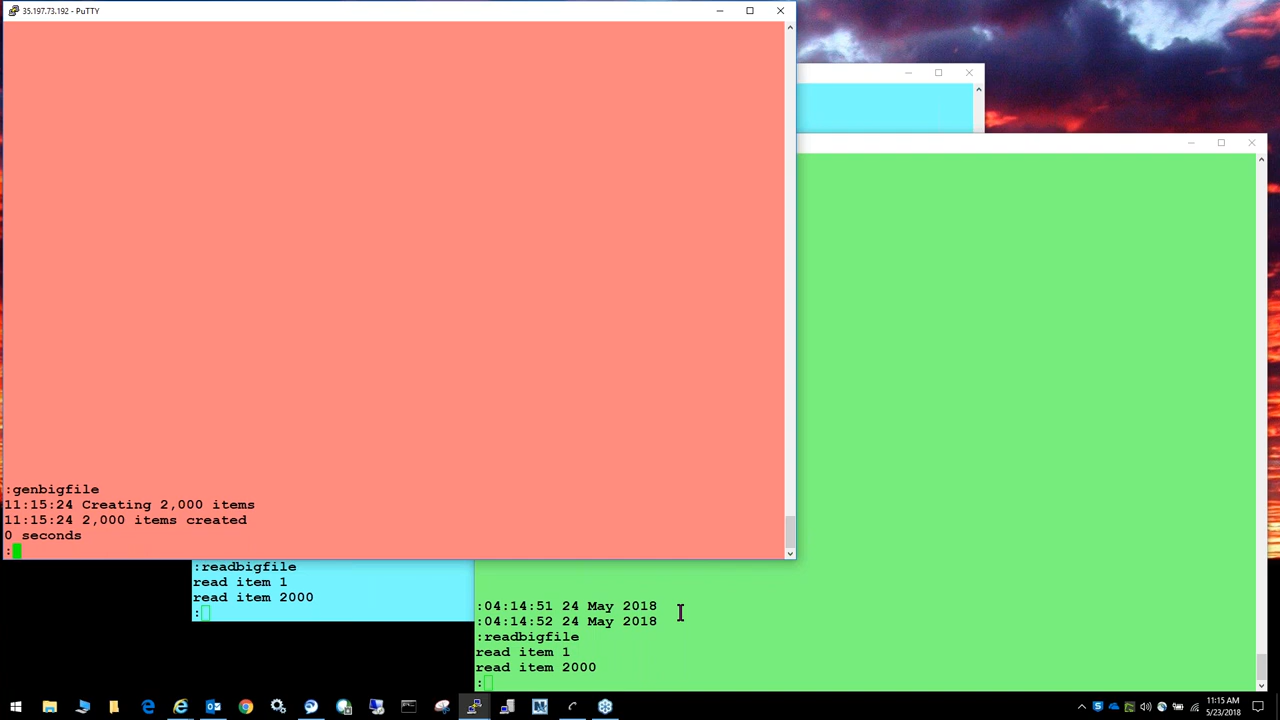 35.197.73.192 - PuTTY
:genbigfile
11:15:24 Creating 2,000 items
11:15:24 2,000 items created
0 seconds
:
:readbigfile
read item 1
read item 2000
:
:04:14:51 24 May 2018
:04:14:52 24 May 2018
:readbigfile
read item 1
read item 2000
:
11:15 AM
5/23/2018